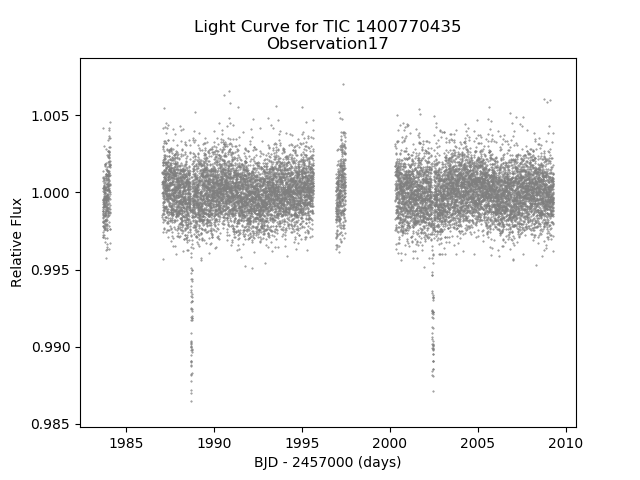 Light Curve for TIC 1400770435
Observation17
1.005
1.000
0.995
0.990
0.985
Relative Flux
1985
1990
1995
2000
2005
2010
BJD - 2457000 (days)